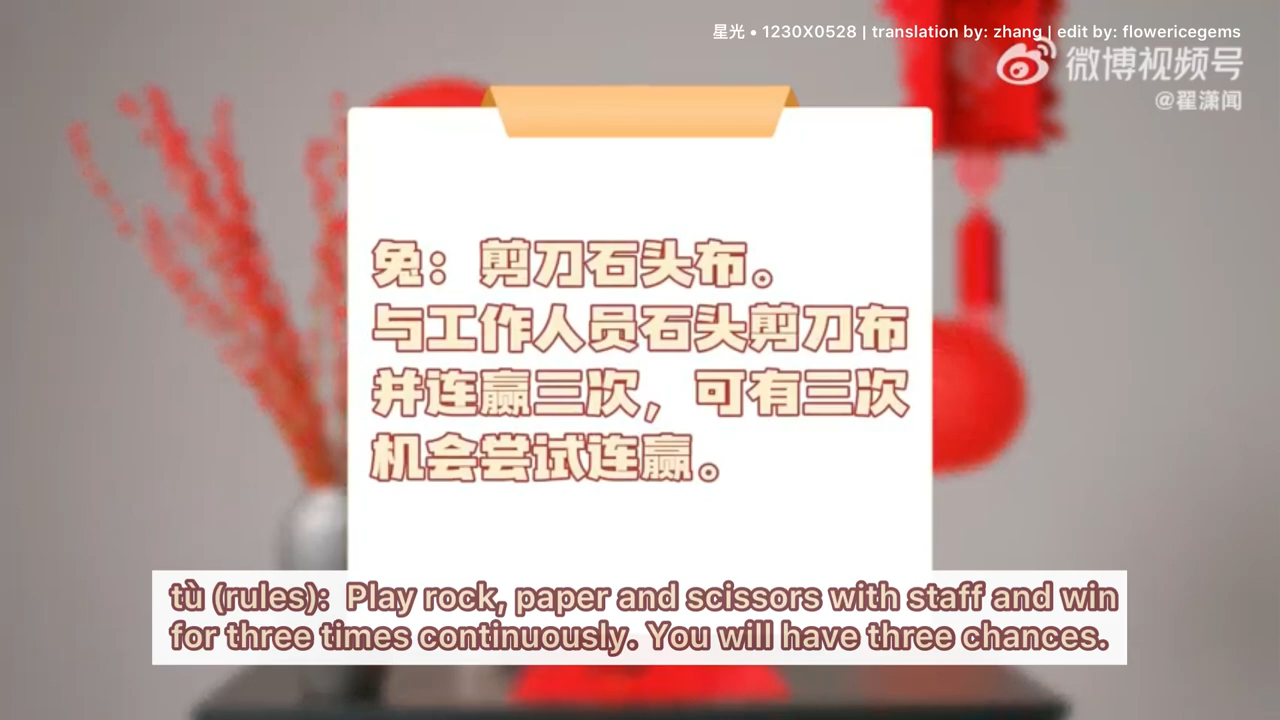 星光 • 1230X0528 | translation by: zhang | edit by: flowericegems
微博视频号
@翟潇闻
兔：剪刀石头布。
与工作人员石头剪刀布
并连赢三次，可有三次
机会尝试连赢。
tù (rules): Play rock, paper and scissors with staff and win
for three times continuously. You will have three chances.